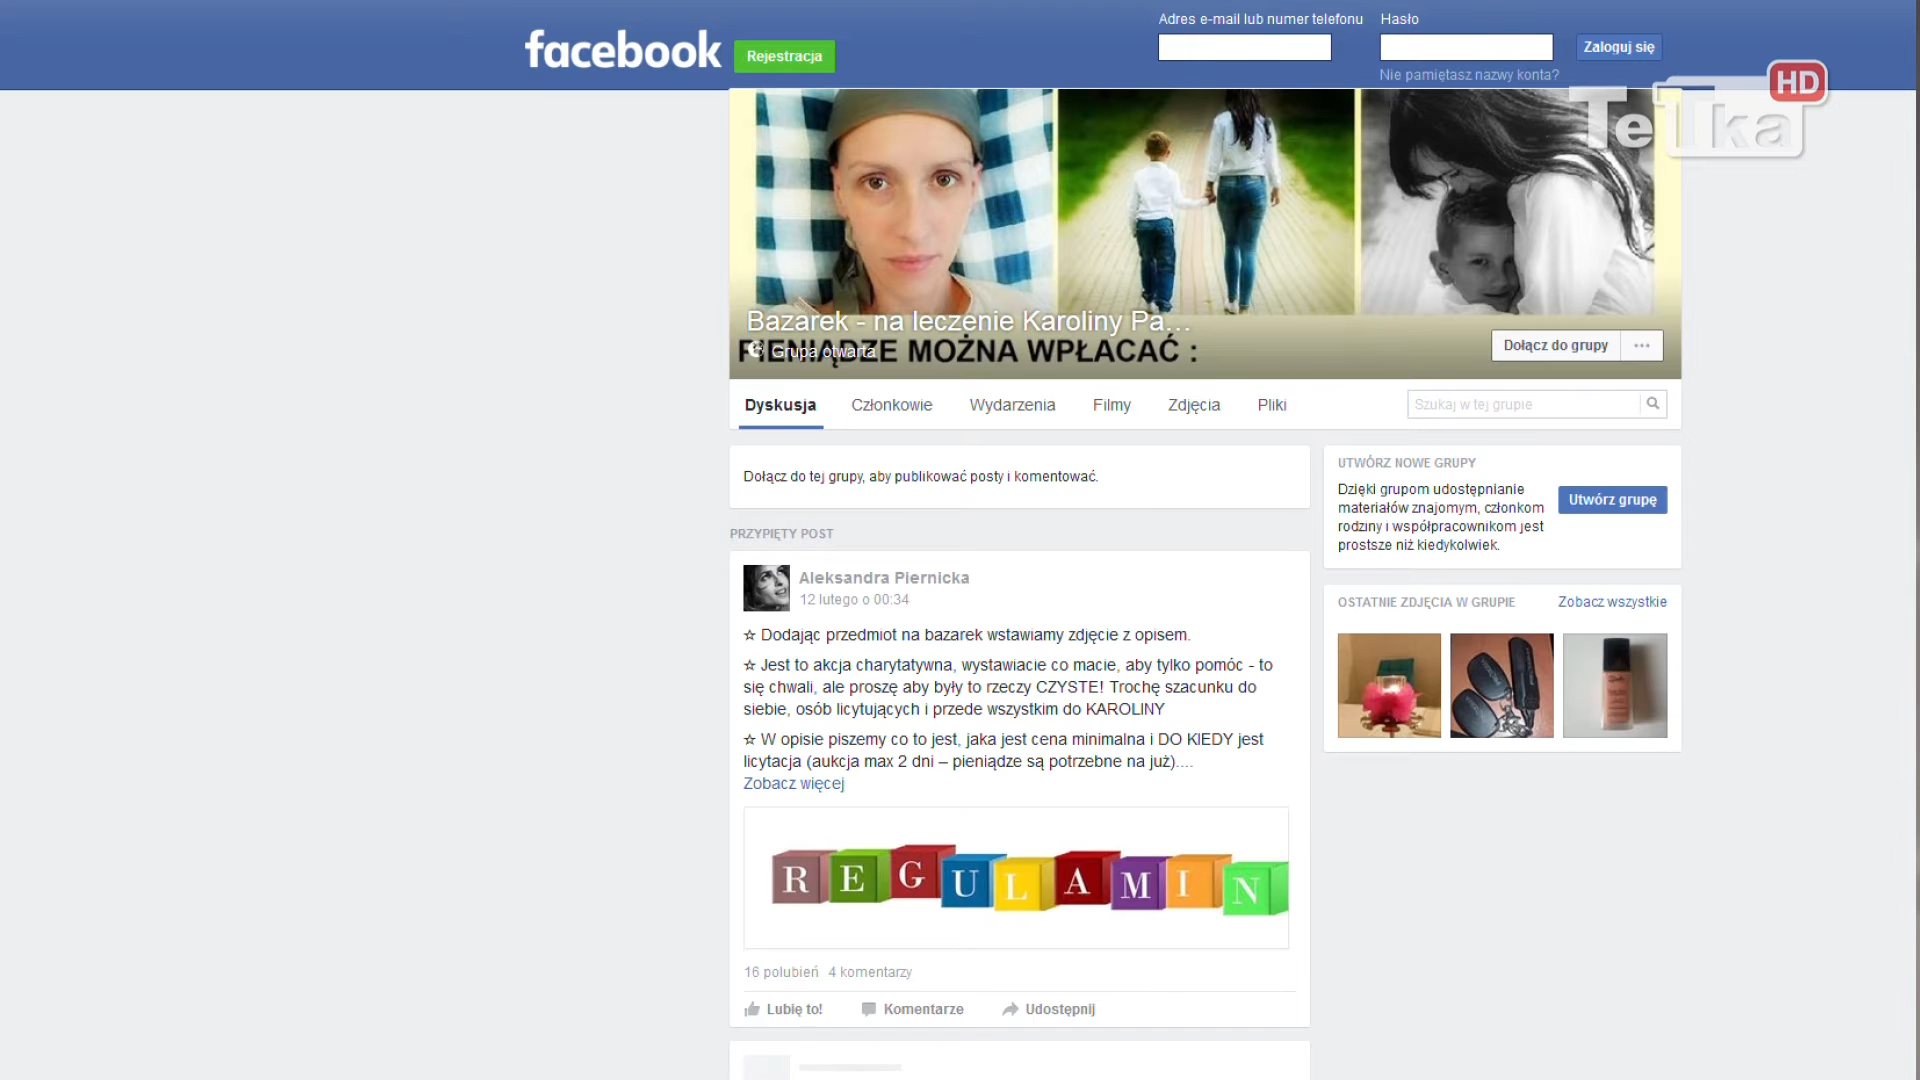 Adres e-mail lub numer telefonu
Hasło
facebook
Rejestracja
Zaloguj się
Nie pamiętasz nazwy konta?
TeTka HD
Bazarek - na leczenie Karoliny Pa...
Grupa otwarta
PIENIĄDZE MOŻNA WPŁACAĆ :
Dołącz do grupy
Dyskusja Członkowie Wydarzenia Filmy Zdjęcia Pliki
Szukaj w tej grupie
Dołącz do tej grupy, aby publikować posty i komentować.
PRZYPIĘTY POST
Aleksandra Piernicka
12 lutego o 00:34
☆ Dodając przedmiot na bazarek wstawiamy zdjęcie z opisem.
☆ Jest to akcja charytatywna, wystawiacie co macie, aby tylko pomóc - to
się chwali, ale proszę aby były to rzeczy CZYSTE! Trochę szacunku do
siebie, osób licytujących i przede wszystkim do KAROLINY
☆ W opisie piszemy co to jest, jaka jest cena minimalna i DO KIEDY jest
licytacja (aukcja max 2 dni – pieniądze są potrzebne na już)....
Zobacz więcej
REGULAMIN
16 polubień 4 komentarzy
Lubię to! Komentarze Udostępnij
UTWÓRZ NOWE GRUPY
Dzięki grupom udostępnianie
materiałów znajomym, członkom
rodziny i współpracownikom jest
prostsze niż kiedykolwiek.
Utwórz grupę
OSTATNIE ZDJĘCIA W GRUPIE
Zobacz wszystkie